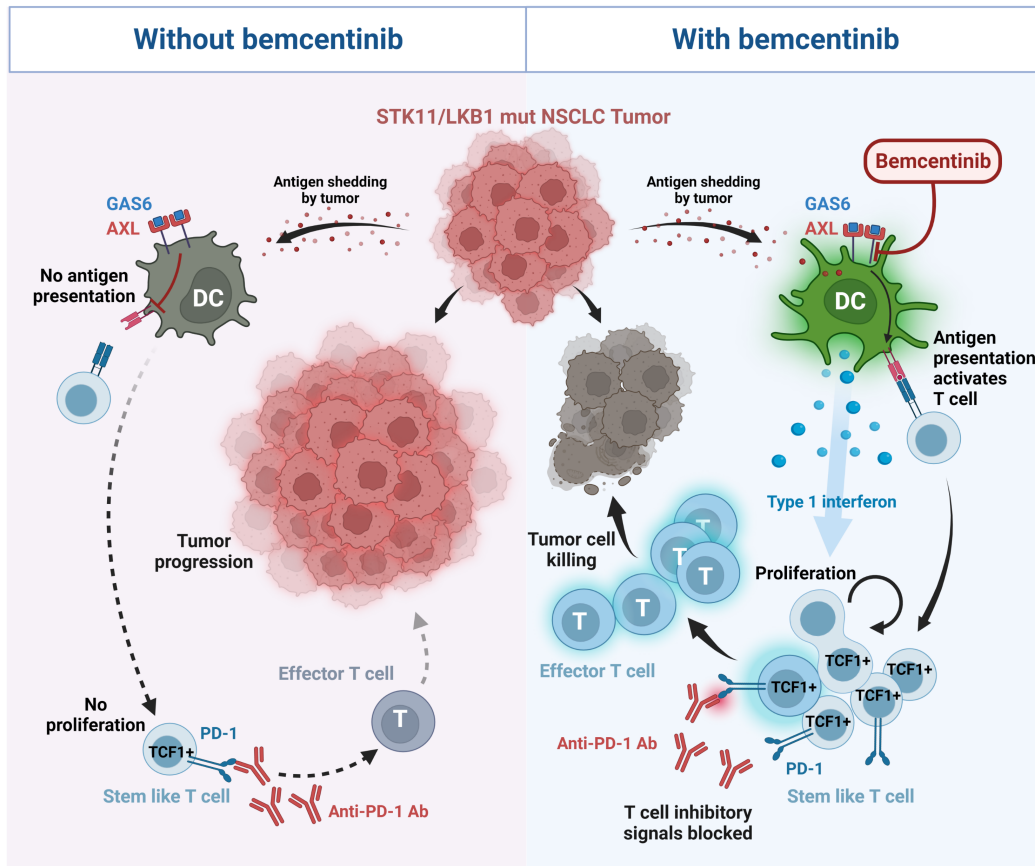 Without bemcentinib
With bemcentinib
STK11/LKB1 mut NSCLC Tumor
GAS6
AXL
Antigen shedding
by tumor
No antigen
presentation
DC
Tumor
progression
No
proliferation
TCF1+
PD-1
Stem like T cell
Anti-PD-1 Ab
Effector T cell
T
Antigen shedding
by tumor
Bemcentinib
GAS6
AXL
DC
Antigen
presentation
activates
T cell
Type 1 interferon
Tumor cell
killing
T
T
T
T
T
Effector T cell
Proliferation
TCF1+
TCF1+
TCF1+
TCF1+
TCF1+
Anti-PD-1 Ab
PD-1
Stem like T cell
T cell inhibitory
signals blocked